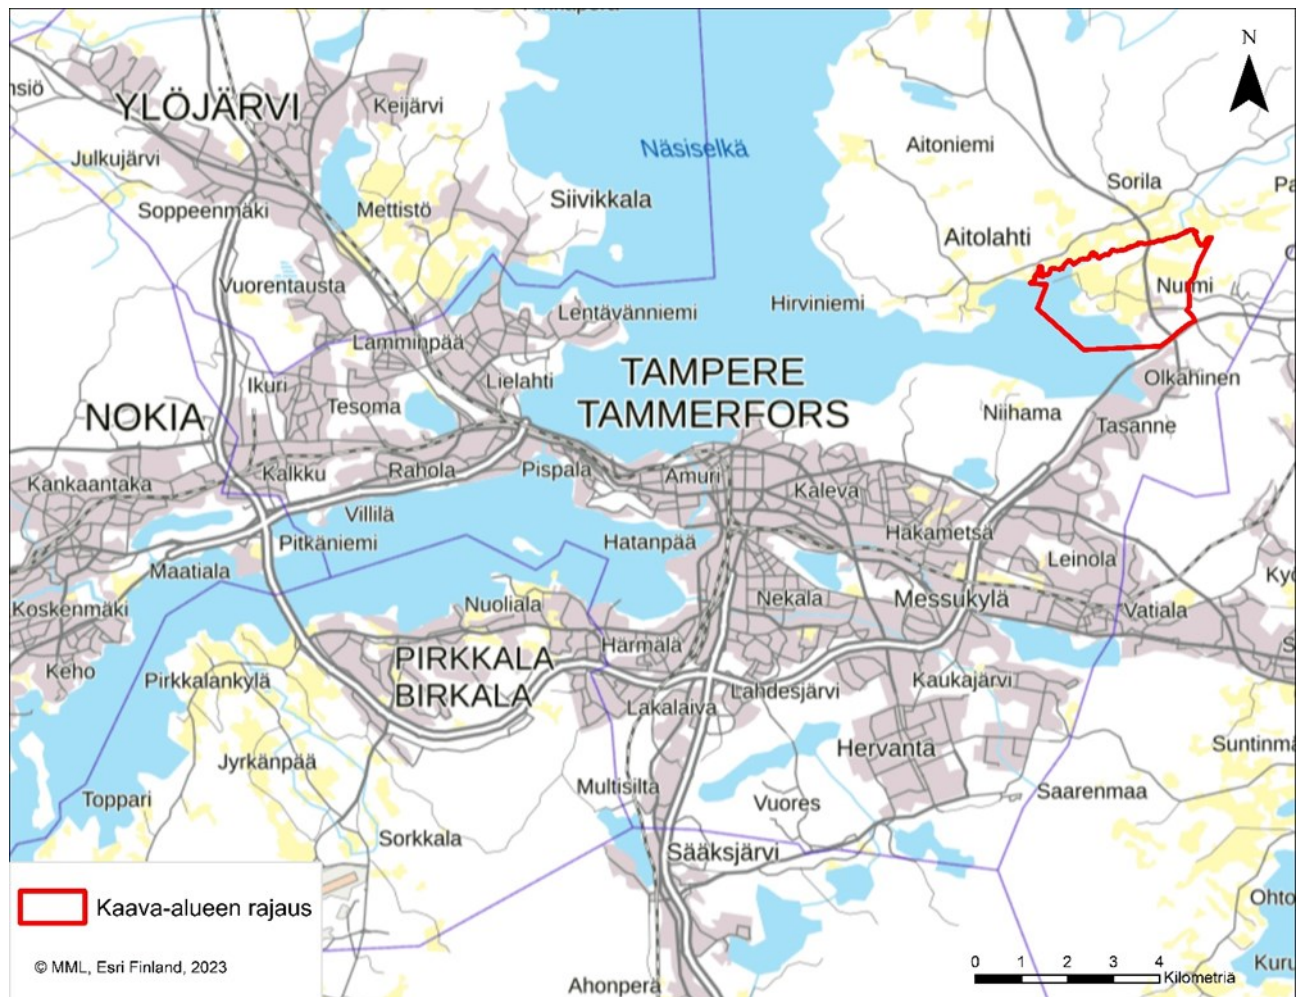 N
YLÖJÄRVI
Keijärvi
Näsiselkä
Aitoniemi
Julkujärvi
Sorila
Siivikkala
Soppeenmäki
Mettistö
Aitolahti
Vuorentausta
Nurmi
Hirviniemi
Lentävänniemi
Lamminpää
TAMPERE
TAMMERFORS
Ikuri
Lielahti
Olkahinen
NOKIA
Tesoma
Niihama
Tasanne
Kankaantaka
Kalkku
Rahola
Pispala
Amuri
Kaleva
Villilä
Pitkäniemi
Hatanpää
Hakametsä
Leinola
Maatiala
Koskenmäki
Nuoliala
Nekala
Messukylä
Vatiala
Härmälä
Keho
Pirkkalankylä
PIRKKALA
BIRKALA
Lahdesjärvi
Kaukajärvi
Lakalaiva
Hervanta
Jyrkänpää
Multisilta
Toppari
Vuores
Saarenmaa
Sorkkala
Sääksjärvi
Kaava-alueen rajaus
© MML, Esri Finland, 2023
0 1 2 3 4
Kilometriä
Ahonperä